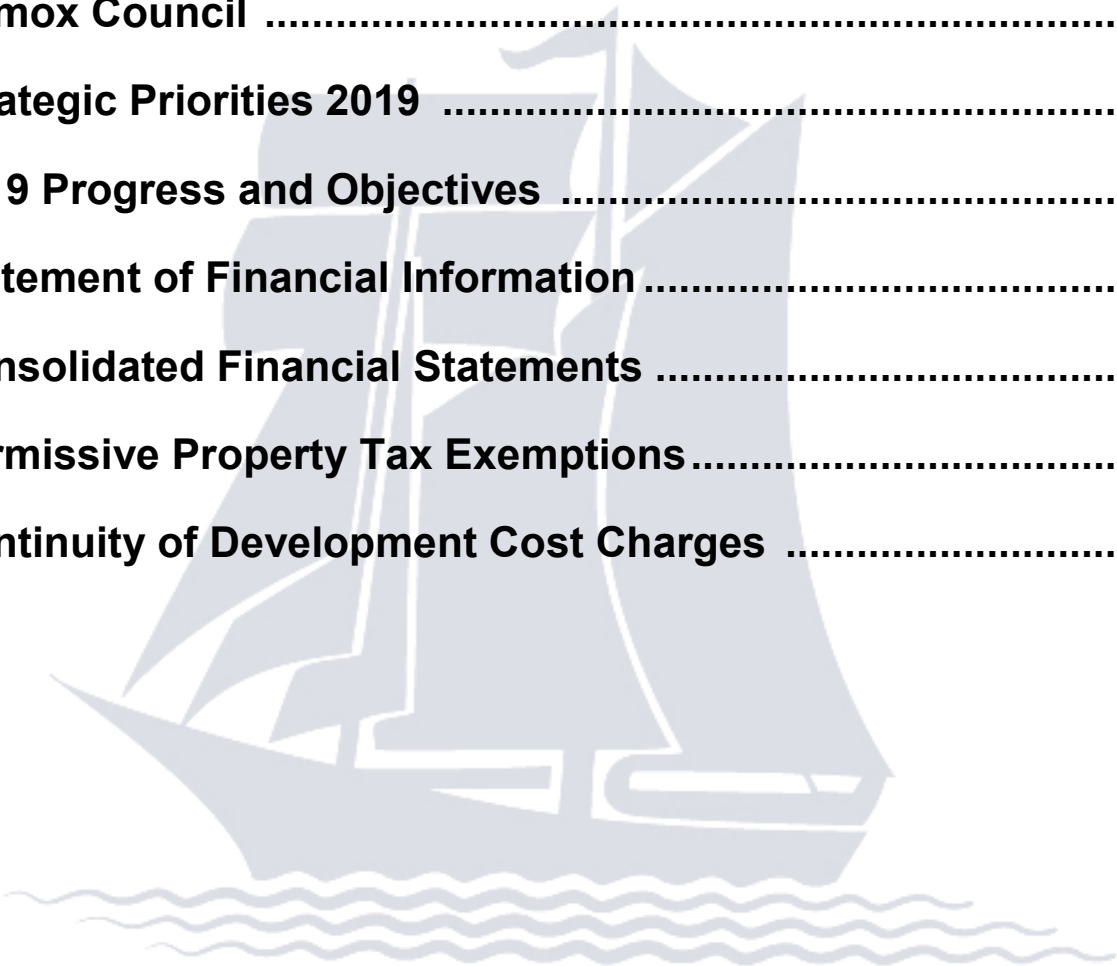 mox Council ........................................................................
ategic Priorities 2019 .........................................................
9 Progress and Objectives ...............................................
tement of Financial Information ........................................
nsolidated Financial Statements .......................................
rmissive Property Tax Exemptions ....................................
ntinuity of Development Cost Charges ............................